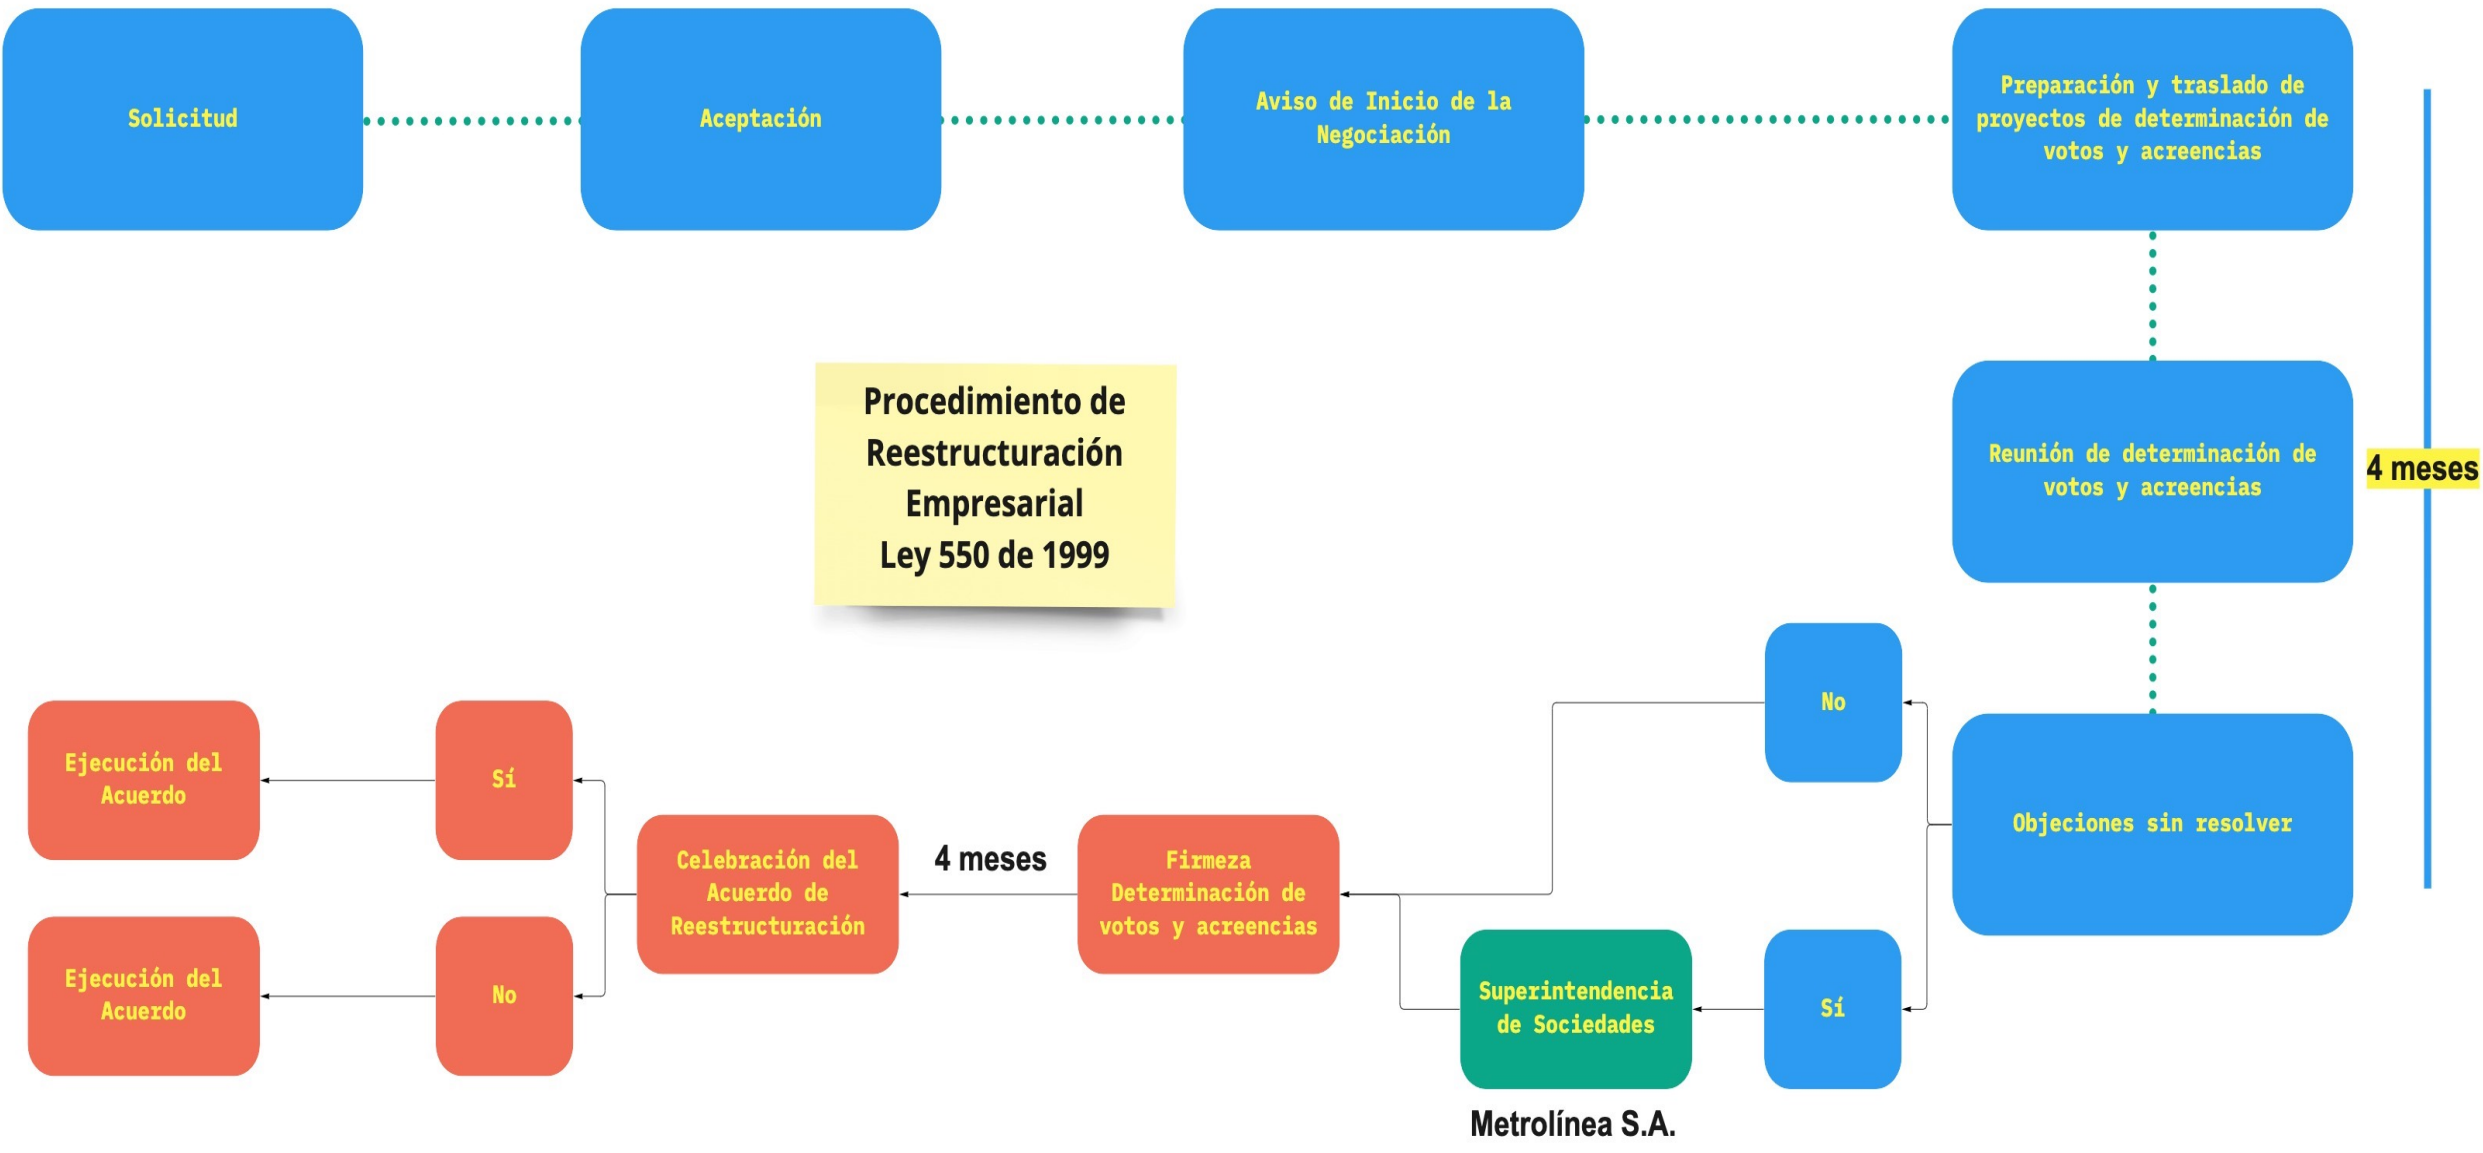 Solicitud
Aceptación
Aviso de Inicio de la
Negociación
Preparación y traslado de
proyectos de determinación de
votos y acreencias
Procedimiento de
Reestructuración
Empresarial
Ley 550 de 1999
Reunión de determinación de
votos y acreencias
4 meses
No
Objeciones sin resolver
Sí
Superintendencia
de Sociedades
Metrolínea S.A.
Firmeza
Determinación de
votos y acreencias
4 meses
Celebración del
Acuerdo de
Reestructuración
Sí
Ejecución del
Acuerdo
No
Ejecución del
Acuerdo